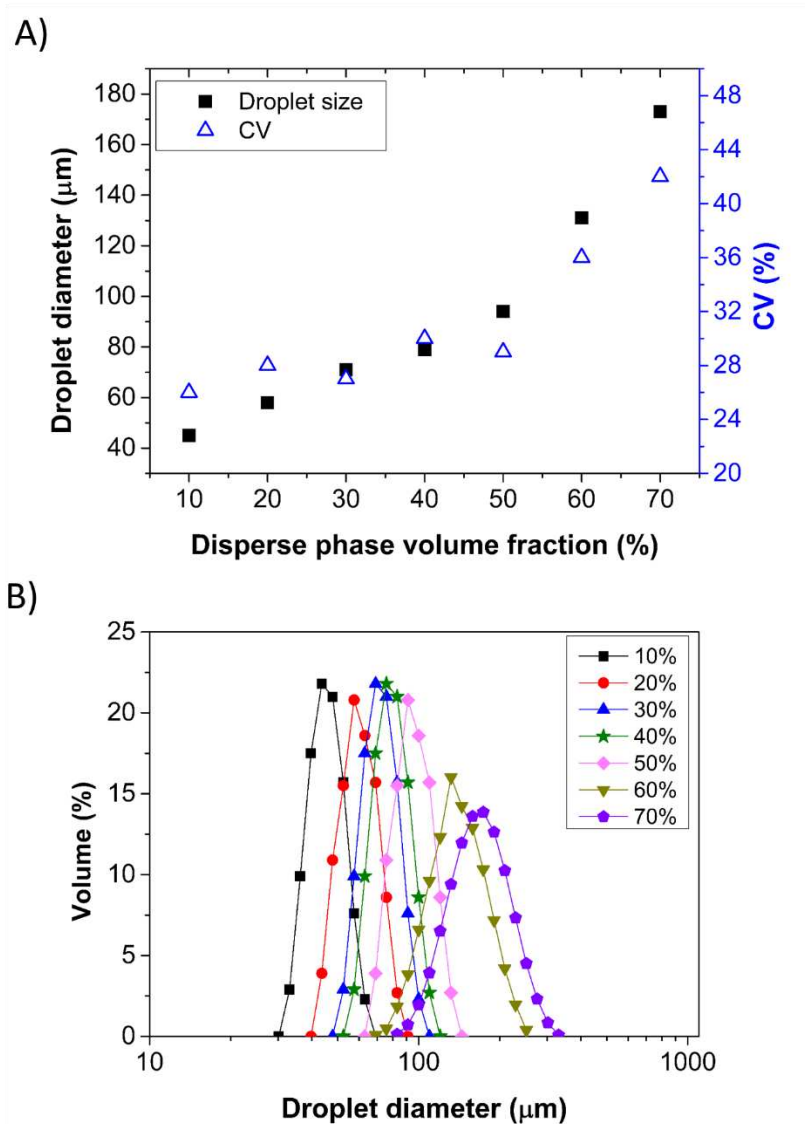 A)
Droplet size
CV
180
160
140
120
100
80
60
40
Droplet diameter (μm)
48
44
40
36
32
28
24
20
CV (%)
10 20 30 40 50 60 70
Disperse phase volume fraction (%)
B)
25
20
15
10
5
0
Volume (%)
10%
20%
30%
40%
50%
60%
70%
10 100 1000
Droplet diameter (μm)